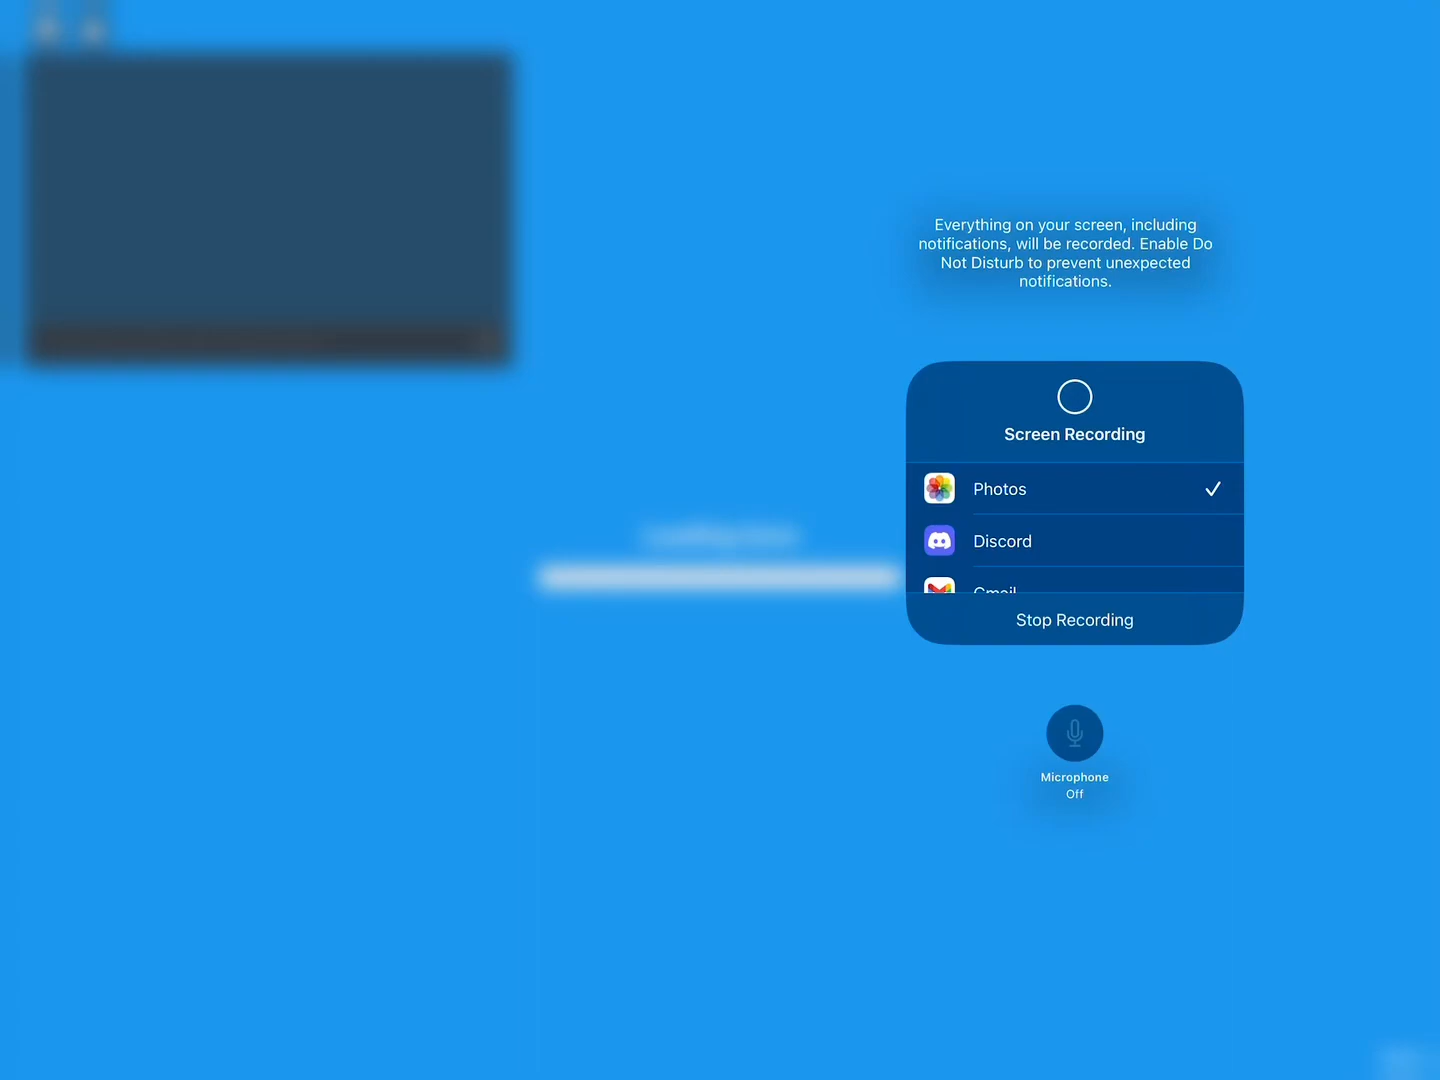 Everything on your screen, including
notifications, will be recorded. Enable Do
Not Disturb to prevent unexpected
notifications.
Screen Recording
Photos
Discord
Gmail
Stop Recording
Microphone
Off